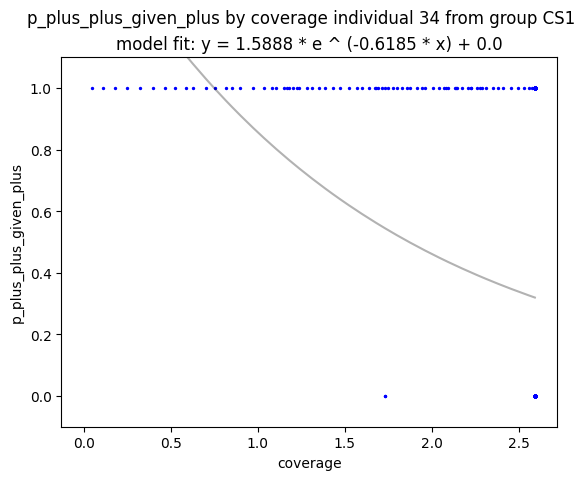 p_plus_plus_given_plus by coverage individual 34 from group CS1
model fit: y = 1.5888 * e ^ (-0.6185 * x) + 0.0
1.0
0.8
0.6
0.4
0.2
0.0
p_plus_plus_given_plus
0.0 0.5 1.0 1.5 2.0 2.5
coverage